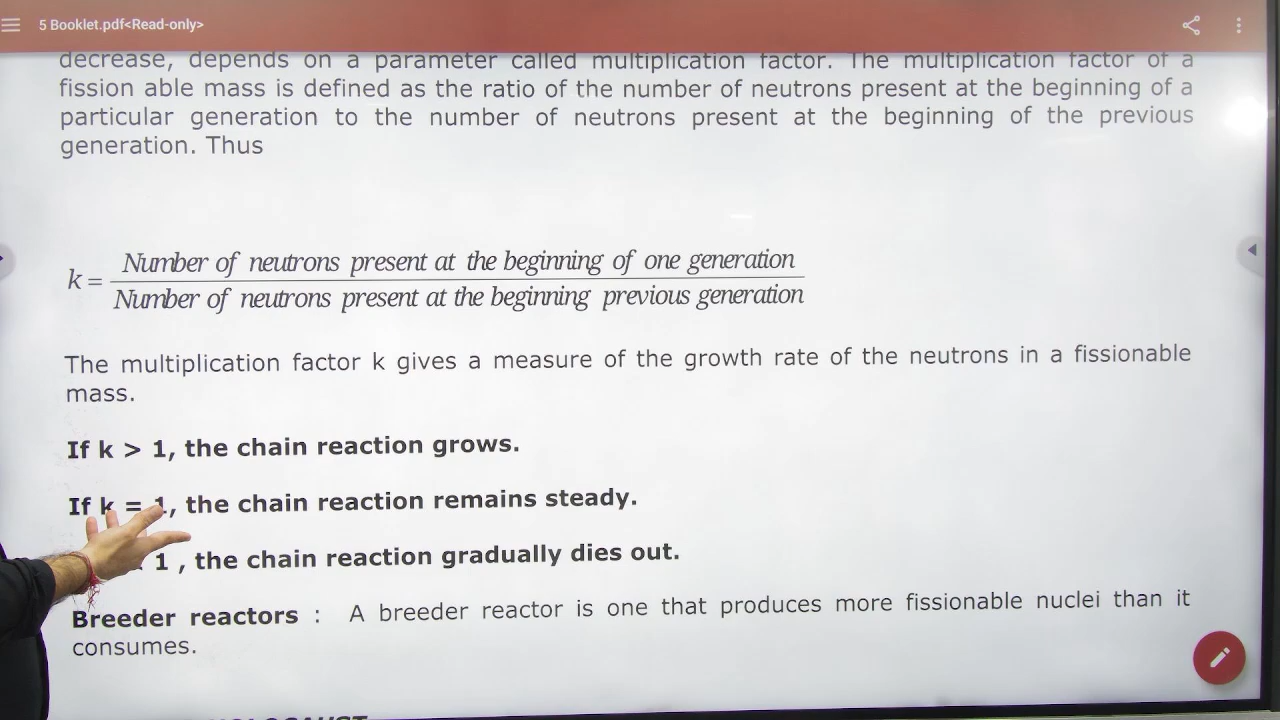 5 Booklet.pdf<Read-only>
decrease, depends on a parameter called multiplication factor. The multiplication factor of a
fission able mass is defined as the ratio of the number of neutrons present at the beginning of a
particular generation to the number of neutrons present at the beginning of the previous
generation. Thus
k = Number of neutrons present at the beginning of one generation
Number of neutrons present at the beginning previous generation
The multiplication factor k gives a measure of the growth rate of the neutrons in a fissionable
mass.
If k > 1, the chain reaction grows.
If k = 1, the chain reaction remains steady.
1 , the chain reaction gradually dies out.
Breeder reactors : A breeder reactor is one that produces more fissionable nuclei than it
consumes.
HOLOCAUST